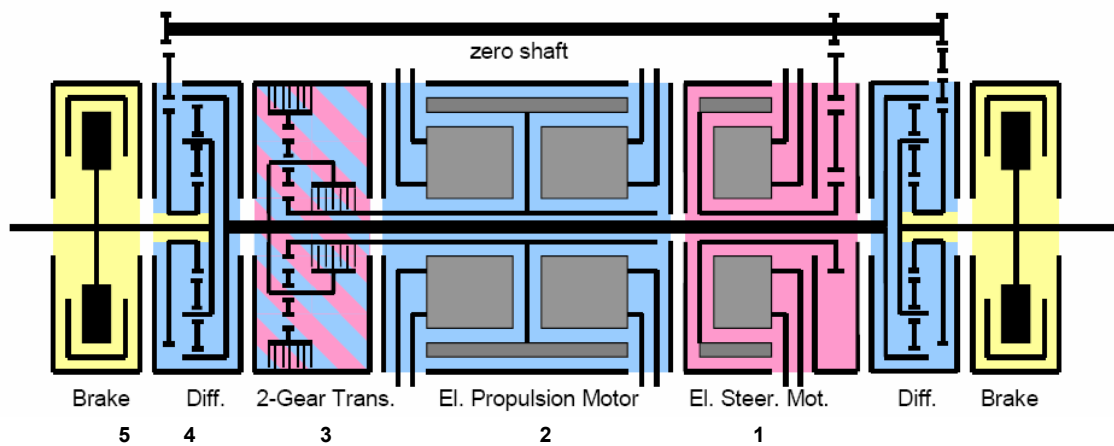 zero shaft
Brake Diff. 2-Gear Trans. El. Propulsion Motor El. Steer. Mot. Diff. Brake
5 4 3 2 1